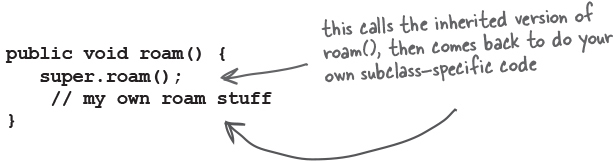 public void roam() {
super.roam();
// my own roam stuff
}
this calls the inherited version of
roam(), then comes back to do your
own subclass-specific code